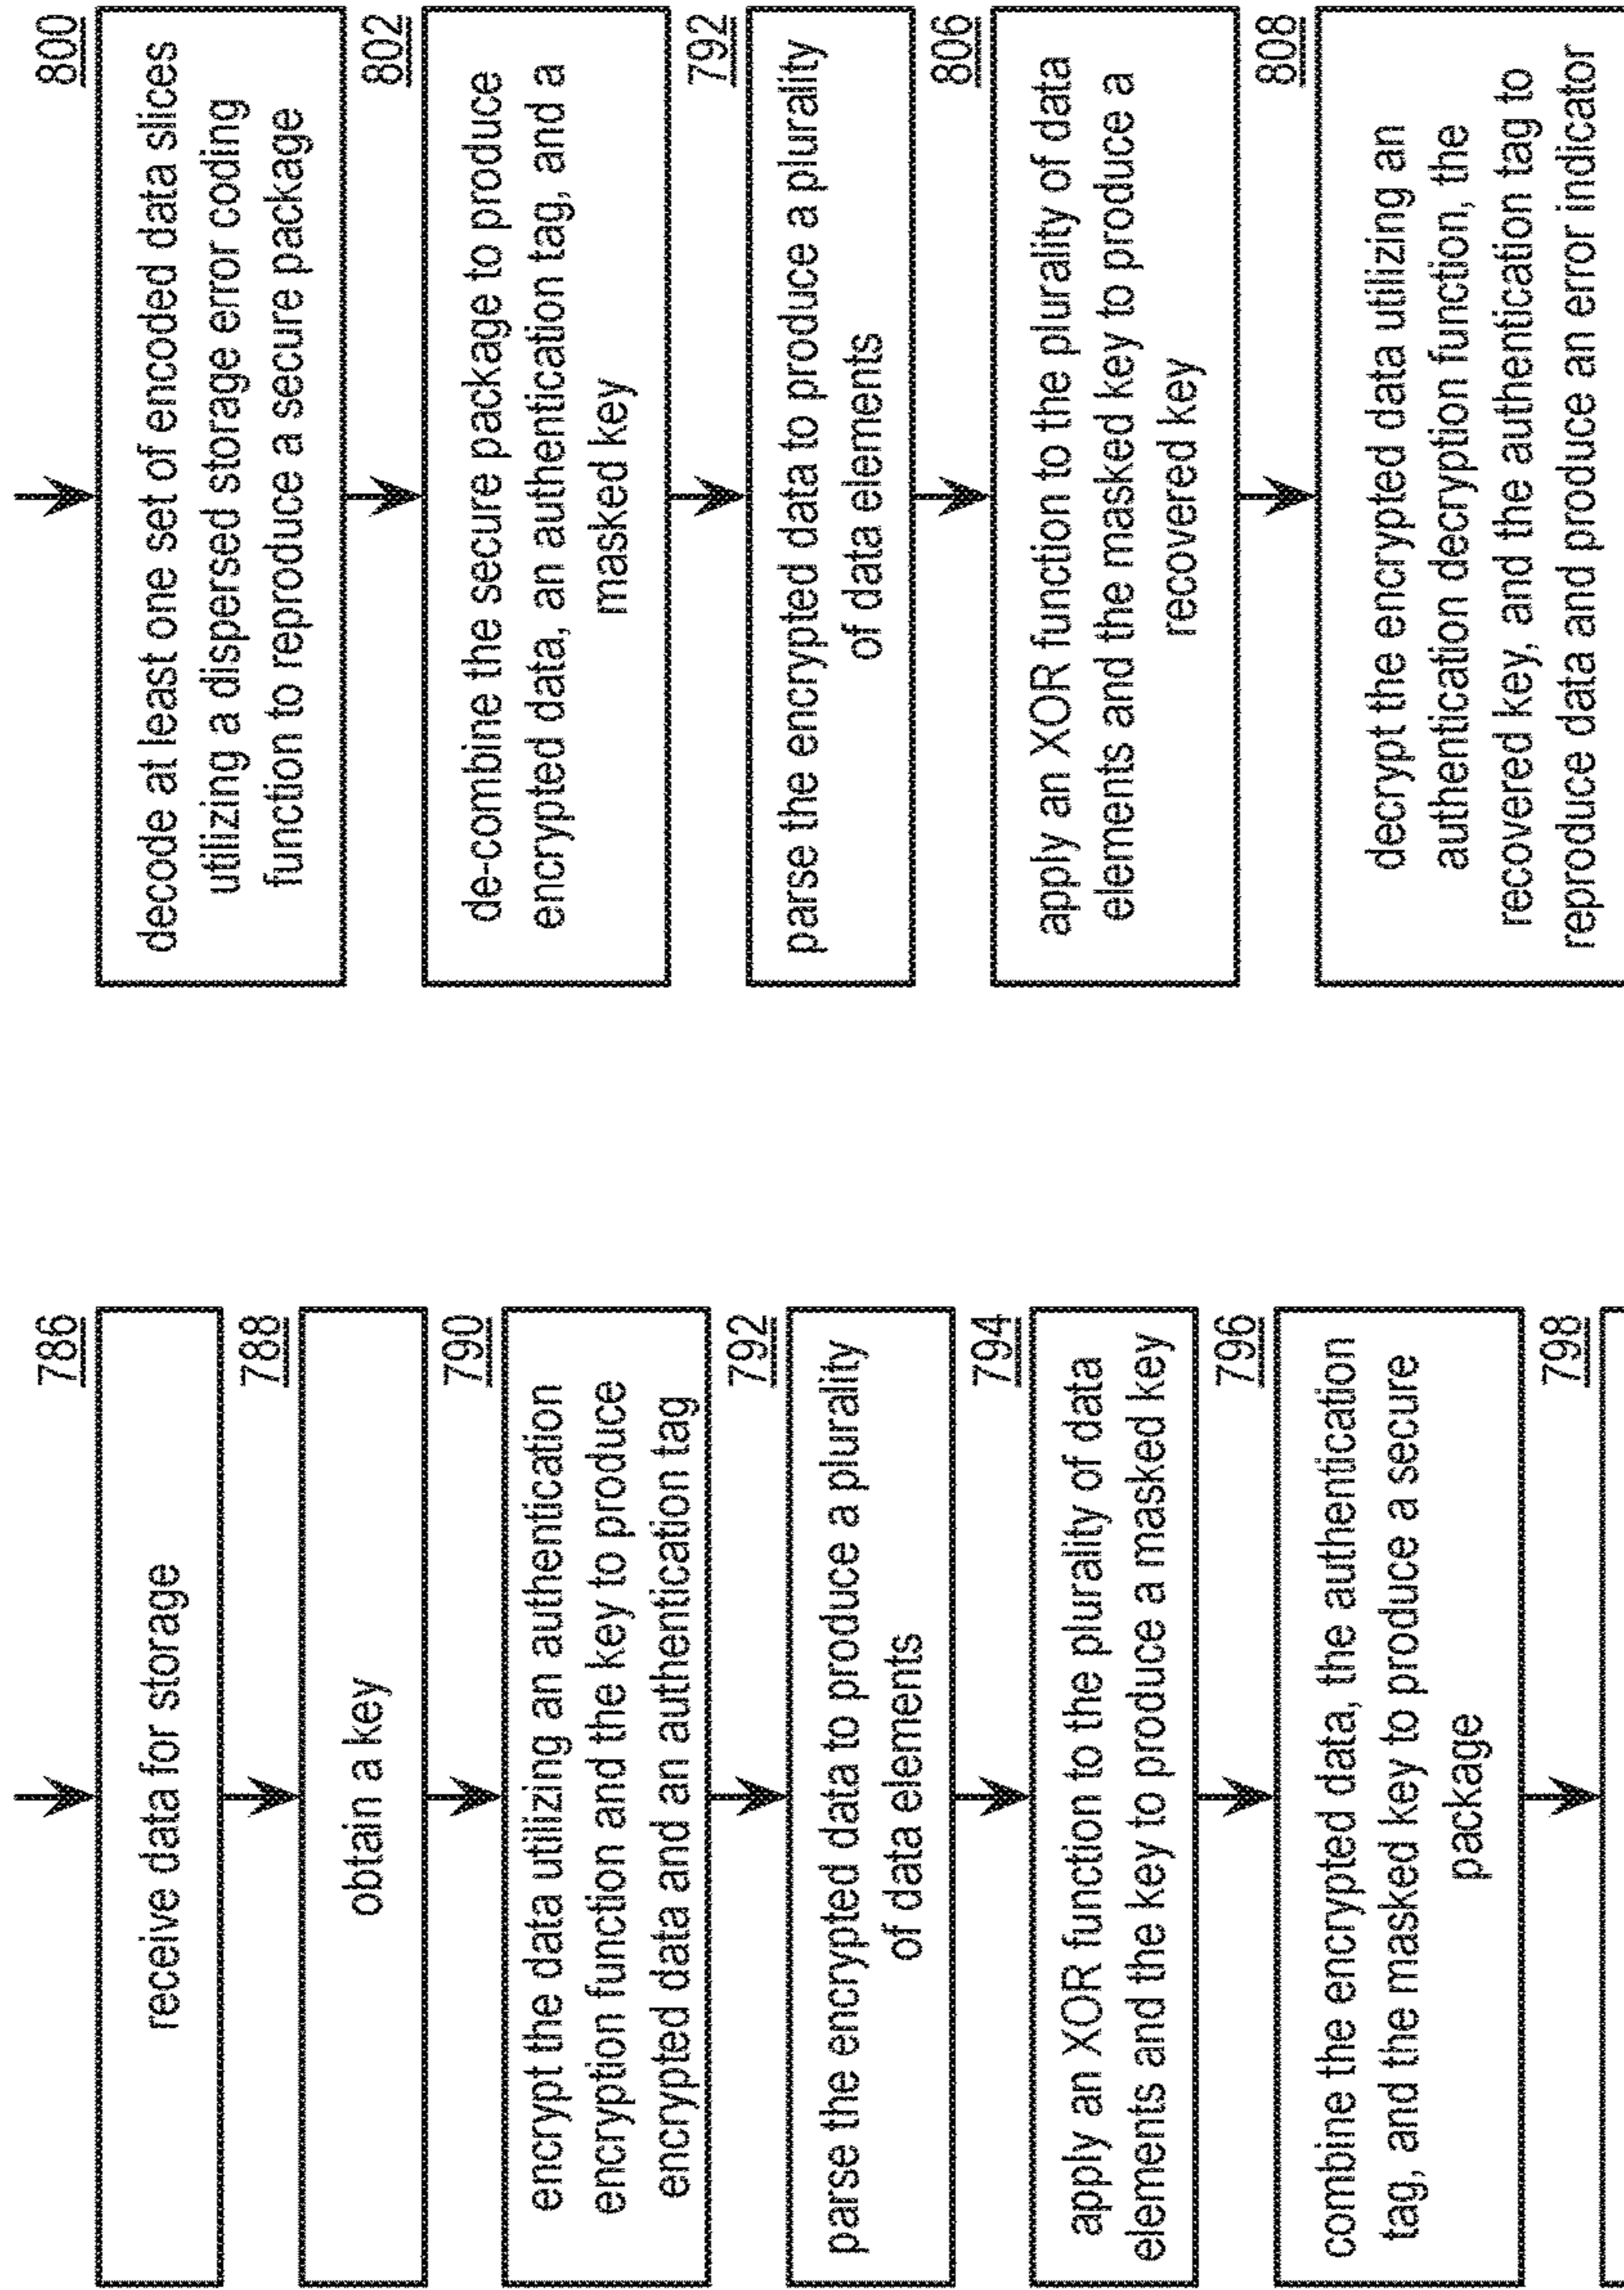 786
receive data for storage
788
obtain a key
790
encrypt the data utilizing an authentication
encryption function and the key to produce
encrypted data and an authentication tag
792
parse the encrypted data to produce a plurality
of data elements
794
apply an XOR function to the plurality of data
elements and the key to produce a masked key
796
combine the encrypted data, the authentication
tag, and the masked key to produce a secure
package
798
800
decode at least one set of encoded data slices
utilizing a dispersed storage error coding
function to reproduce a secure package
802
de-combine the secure package to produce
encrypted data, an authentication tag, and a
masked key
792
parse the encrypted data to produce a plurality
of data elements
806
apply an XOR function to the plurality of data
elements and the masked key to produce a
recovered key
808
decrypt the encrypted data utilizing an
authentication decryption function, the
recovered key, and the authentication tag to
reproduce data and produce an error indicator